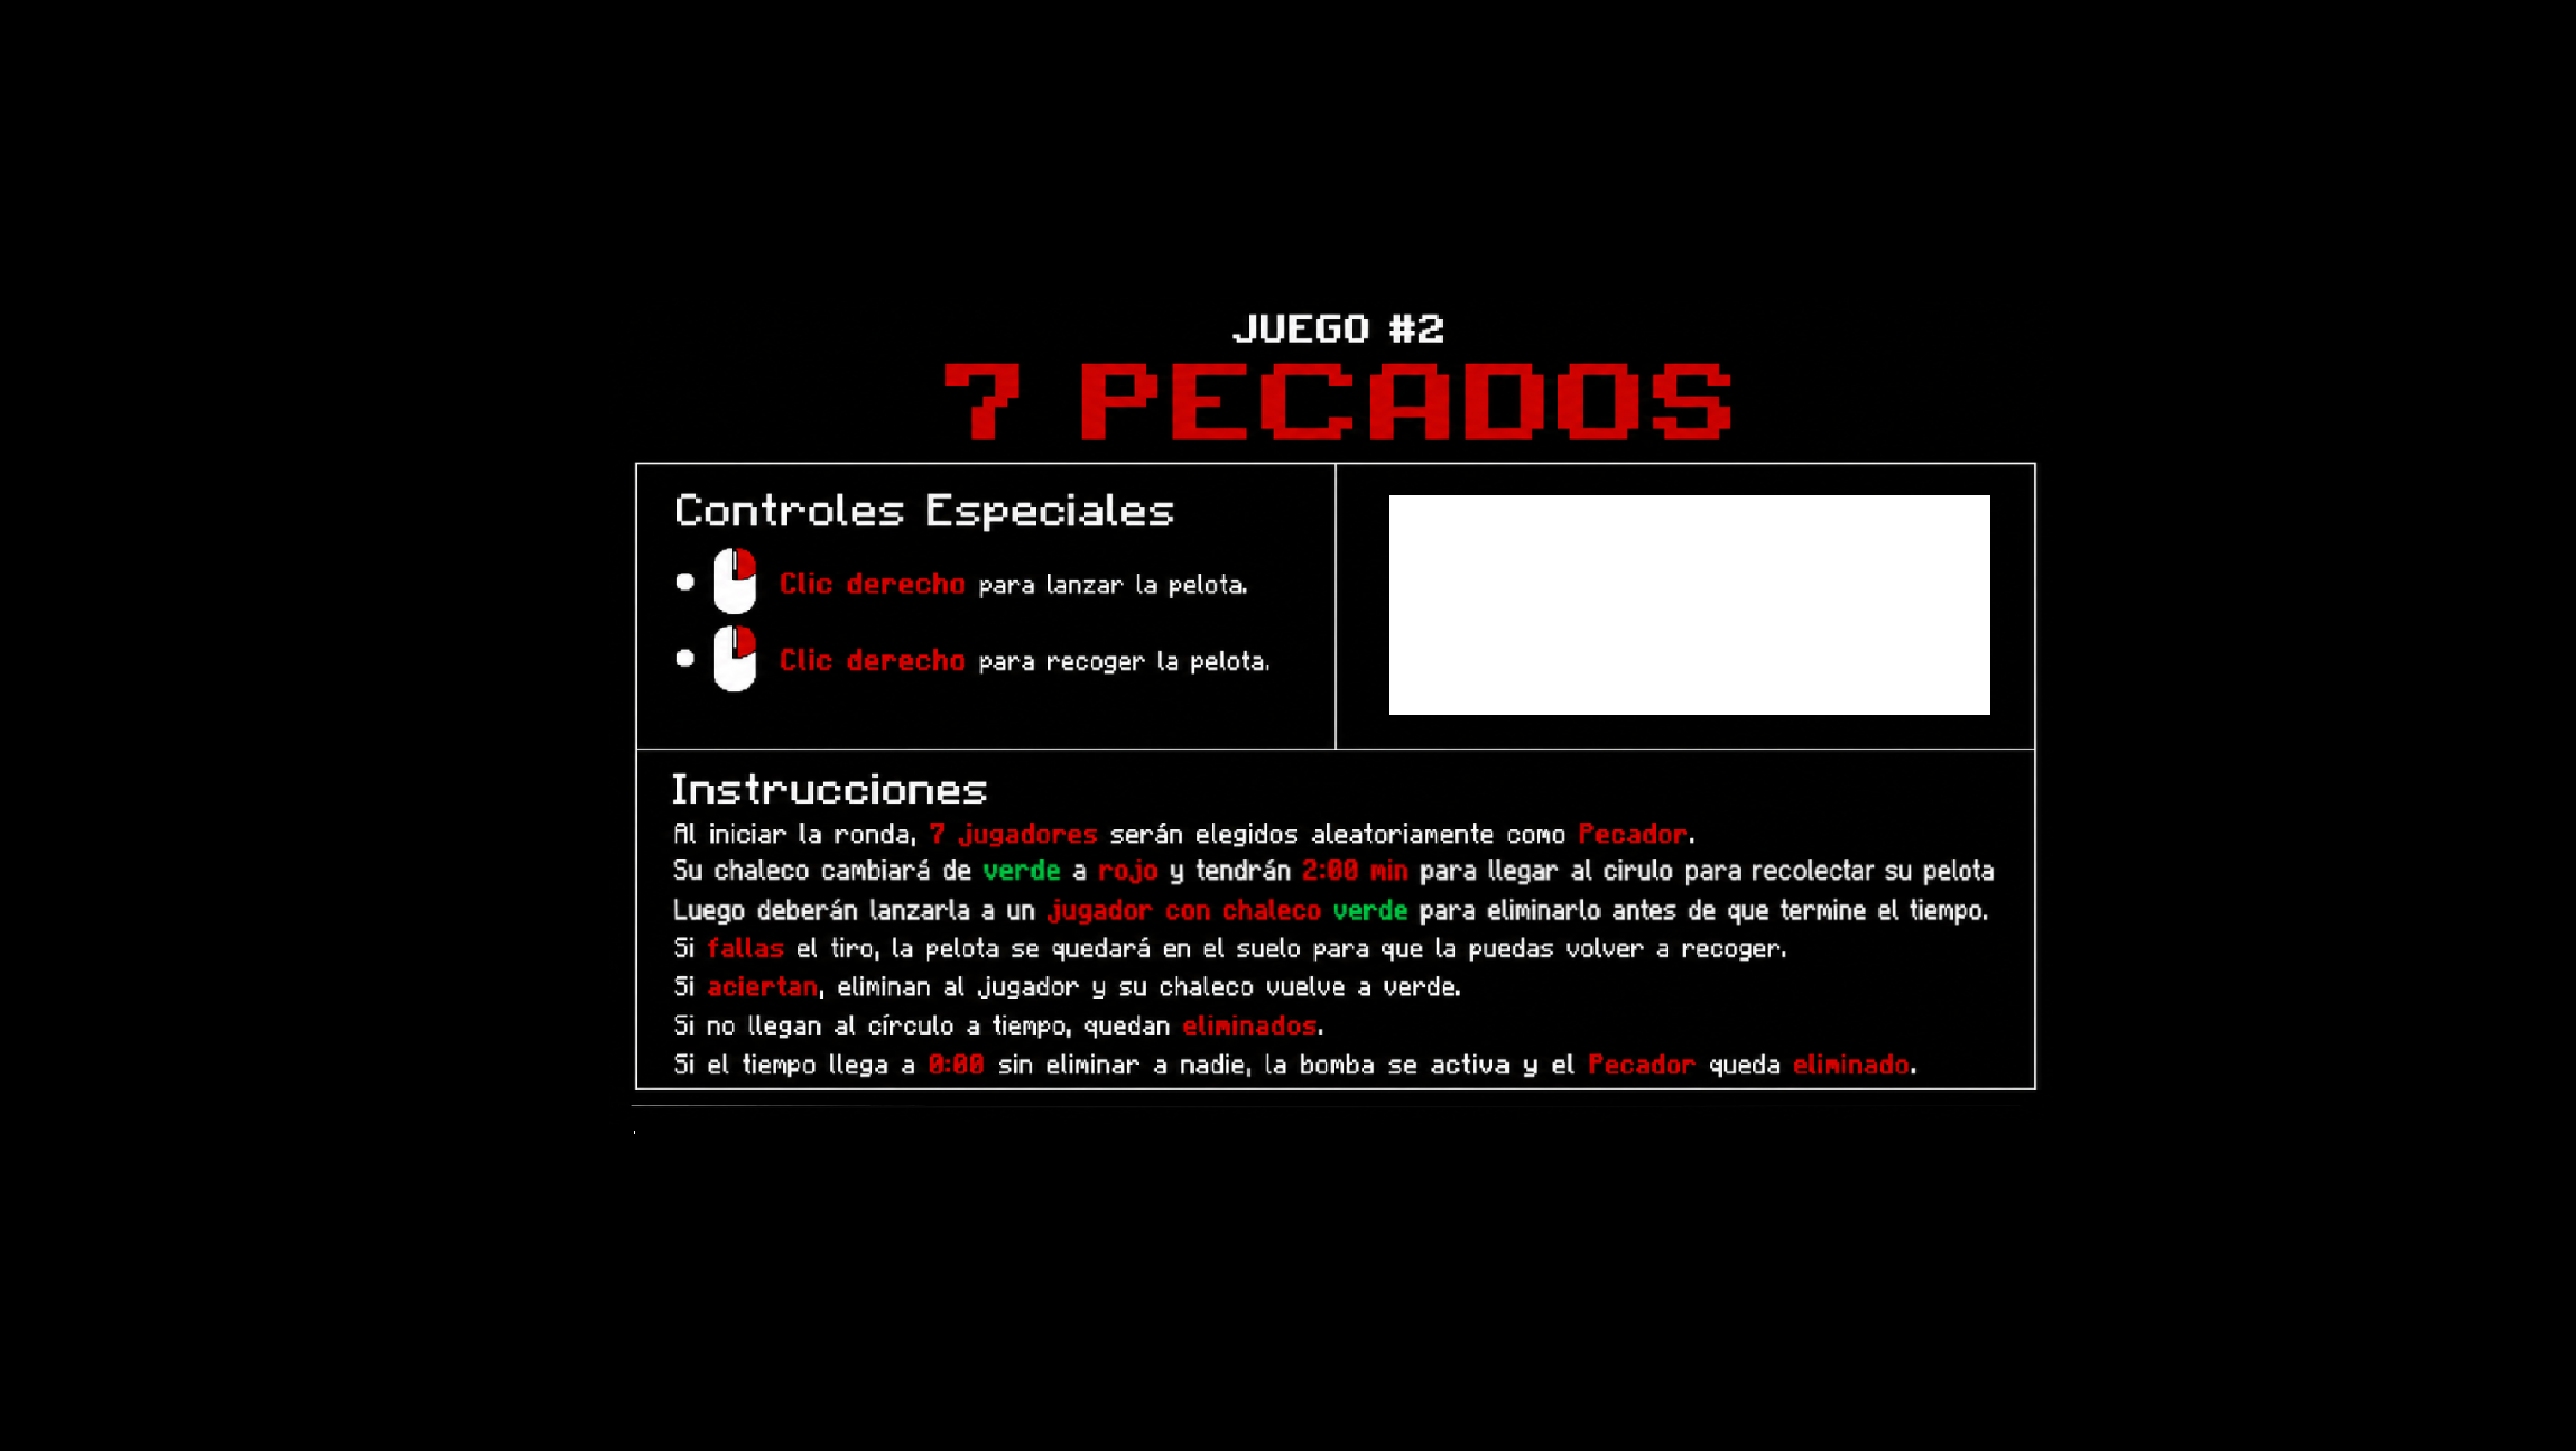 JUEGO #2
7 PECADOS
Controles Especiales
Clic derecho para lanzar la pelota.
Clic derecho para recoger la pelota.
Instrucciones
Al iniciar la ronda, 7 jugadores serán elegidos aleatoriamente como Pecador.
Su chaleco cambiará de verde a rojo y tendrán 2:00 min para llegar al cirulo para recolectar su pelota
Luego deberán lanzarla a un jugador con chaleco verde para eliminarlo antes de que termine el tiempo.
Si fallas el tiro, la pelota se quedará en el suelo para que la puedas volver a recoger.
Si aciertan, eliminan al jugador y su chaleco vuelve a verde.
Si no llegan al círculo a tiempo, quedan eliminados.
Si el tiempo llega a 0:00 sin eliminar a nadie, la bomba se activa y el Pecador queda eliminado.